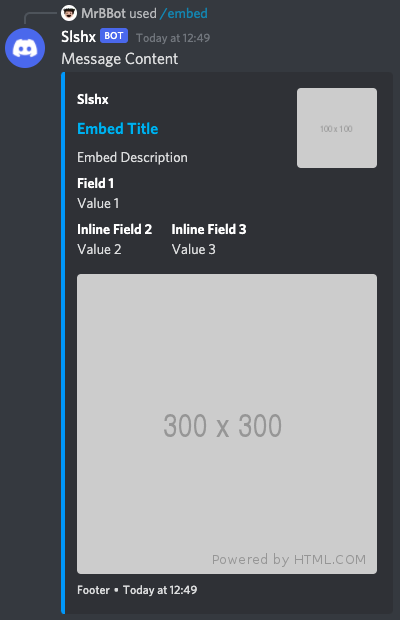 MrBBot used /embed
Slshx BOT Today at 12:49
Message Content
Slshx
Embed Title
100 x 100
Embed Description
Field 1
Value 1
Inline Field 2 Inline Field 3
Value 2 Value 3
300 x 300
Powered by HTML.COM
Footer • Today at 12:49